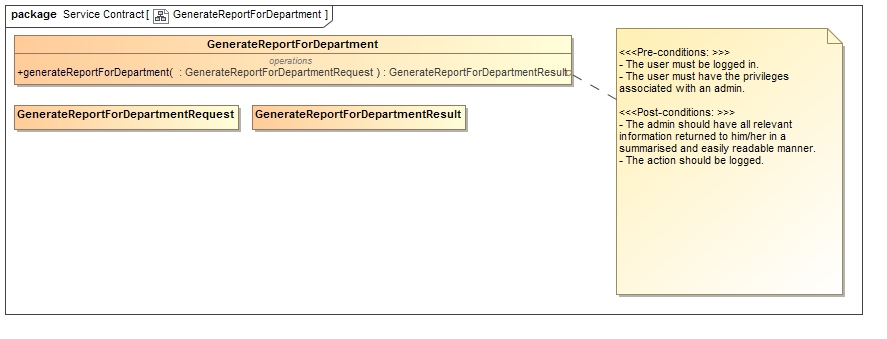 package Service Contract [ GenerateReportForDepartment ]
GenerateReportForDepartment
operations
+generateReportForDepartment( : GenerateReportForDepartmentRequest ) : GenerateReportForDepartmentResult
GenerateReportForDepartmentRequest
GenerateReportForDepartmentResult
<<<Pre-conditions: >>>
- The user must be logged in.
- The user must have the privileges
associated with an admin.
<<<Post-conditions: >>>
- The admin should have all relevant
information returned to him/her in a
summarised and easily readable manner.
- The action should be logged.